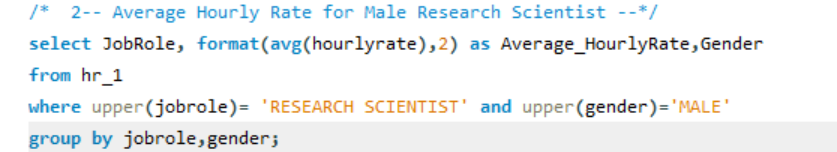 /*  2-- Average Hourly Rate for Male Research Scientist --*/
select JobRole, format(avg(hourlyrate),2) as Average_HourlyRate,Gender
from hr_1
where upper(jobrole)= 'RESEARCH SCIENTIST' and upper(gender)='MALE'
group by jobrole,gender;